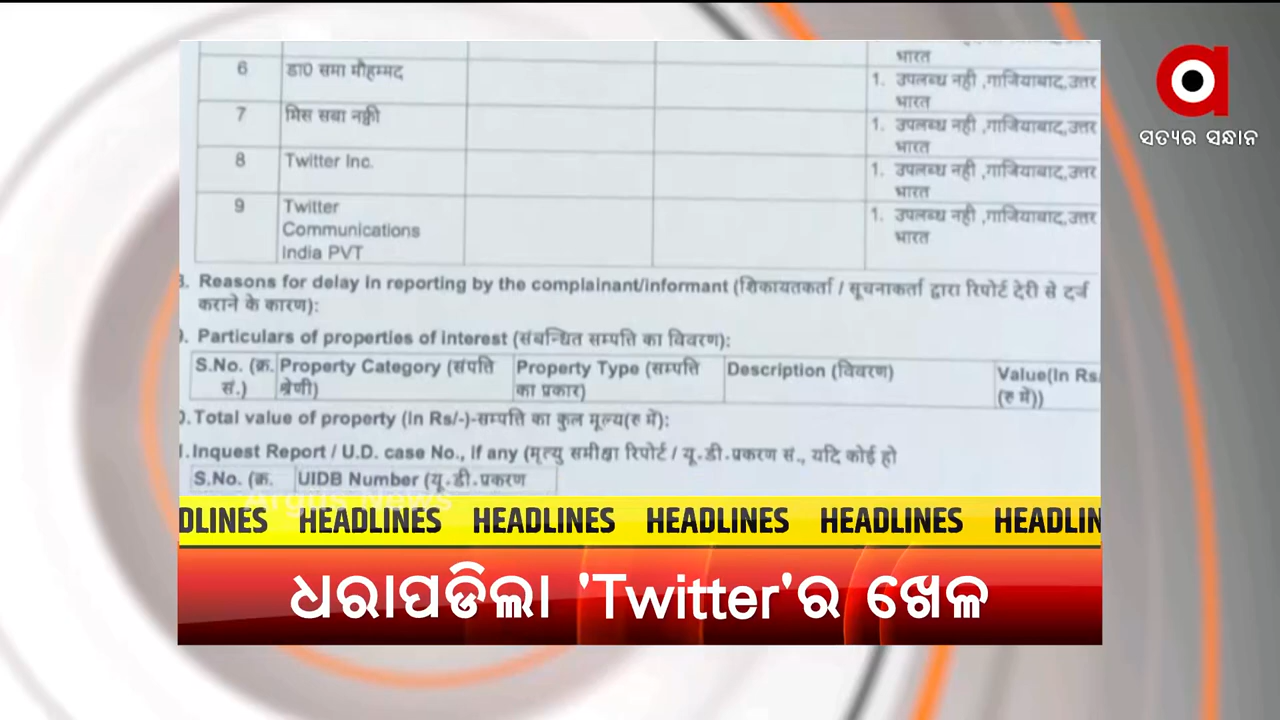 भारत
6 डा0 समा मौहम्मद 1. उपलब्ध नही ,गाजियाबाद,उत्तर
भारत
7 मिस सबा नक़्वी 1. उपलब्ध नही ,गाजियाबाद,उत्तर
भारत
8 Twitter Inc. 1. उपलब्ध नही ,गाजियाबाद,उत्तर
भारत
9 Twitter 1. उपलब्ध नही ,गाजियाबाद,उत्तर
Communications भारत
India PVT
Reasons for delay in reporting by the complainant/informant (शिकायतकर्ता / सूचनाकर्ता द्वारा रिपोर्ट देरी से दर्ज
कराने के कारण):
Particulars of properties of interest (संबन्धित सम्पति का विवरण):
S.No. (क्र. Property Category (संपत्ति Property Type (सम्पत्ति Description (विवरण) Value(In Rs/
सं.) श्रेणी) का प्रकार) (रु में))
Total value of property (In Rs/-)-सम्पत्ति का कुल मूल्य(रु में):
Inquest Report / U.D. case No., if any (मृत्यु समीक्षा रिपोर्ट / यू.डी.प्रकरण सं., यदि कोई हो
S.No. (क्र. UIDB Number (यू.डी.प्रकरण
Argus News
DLINES HEADLINES HEADLINES HEADLINES HEADLINES HEADLIN
ଧରାପଡିଲା 'Twitter'ର ଖେଳ
ସତ୍ୟର ସନ୍ଧାନ